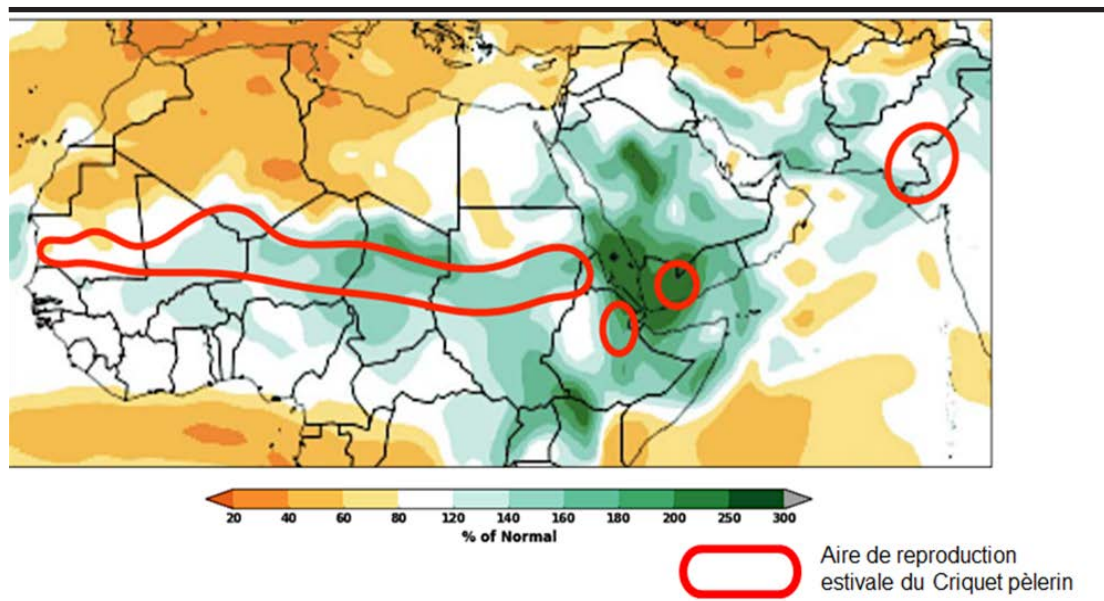 20 40 60 80 120 140 160 180 200 250 300
% of Normal
Aire de reproduction
estivale du Criquet pèlerin